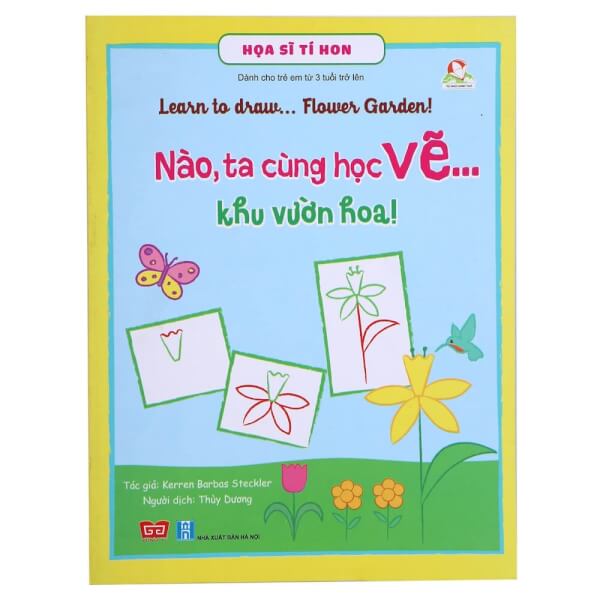 HỌA SĨ TÍ HON
Dành cho trẻ em từ 3 tuổi trở lên
Learn to draw... Flower Garden!
Nào, ta cùng học vẽ...
khu vườn hoa!
Tác giả: Kerren Barbas Steckler
Người dịch: Thùy Dương
NHÀ XUẤT BẢN HÀ NỘI